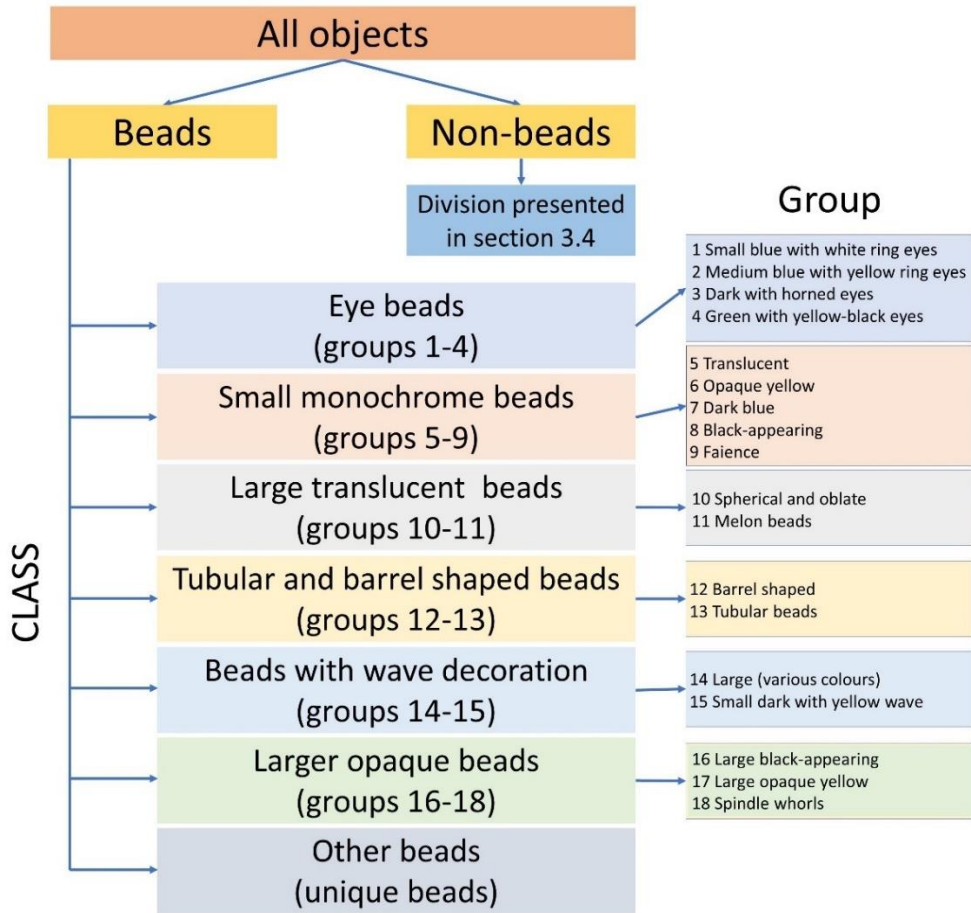 All objects
Beads
Non-beads
Division presented
in section 3.4
Group
CLASS
Eye beads
(groups 1-4)
1 Small blue with white ring eyes
2 Medium blue with yellow ring eyes
3 Dark with horned eyes
4 Green with yellow-black eyes
Small monochrome beads
(groups 5-9)
5 Translucent
6 Opaque yellow
7 Dark blue
8 Black-appearing
9 Faience
Large translucent beads
(groups 10-11)
10 Spherical and oblate
11 Melon beads
Tubular and barrel shaped beads
(groups 12-13)
12 Barrel shaped
13 Tubular beads
Beads with wave decoration
(groups 14-15)
14 Large (various colours)
15 Small dark with yellow wave
Larger opaque beads
(groups 16-18)
16 Large black-appearing
17 Large opaque yellow
18 Spindle whorls
Other beads
(unique beads)